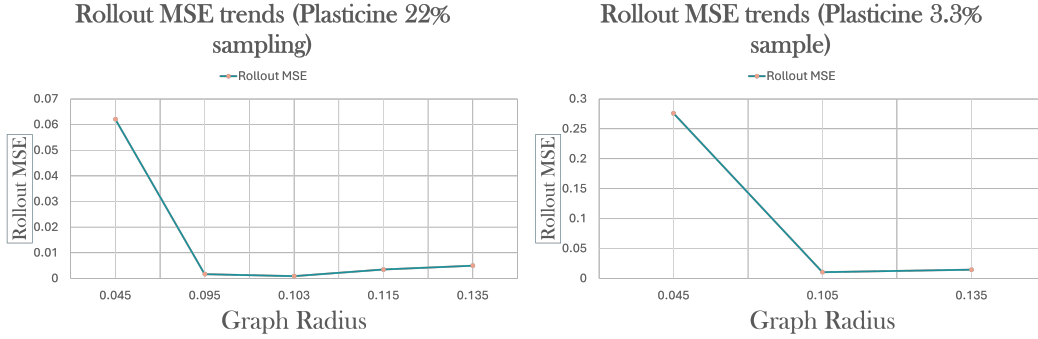 Rollout MSE trends (Plasticine 22%
sampling)
Rollout MSE
0.07
0.06
0.05
0.04
0.03
0.02
0.01
0
Rollout MSE
0.045 0.095 0.103 0.115 0.135
Graph Radius
Rollout MSE trends (Plasticine 3.3%
sample)
Rollout MSE
0.3
0.25
0.2
0.15
0.1
0.05
0
Rollout MSE
0.045 0.105 0.135
Graph Radius